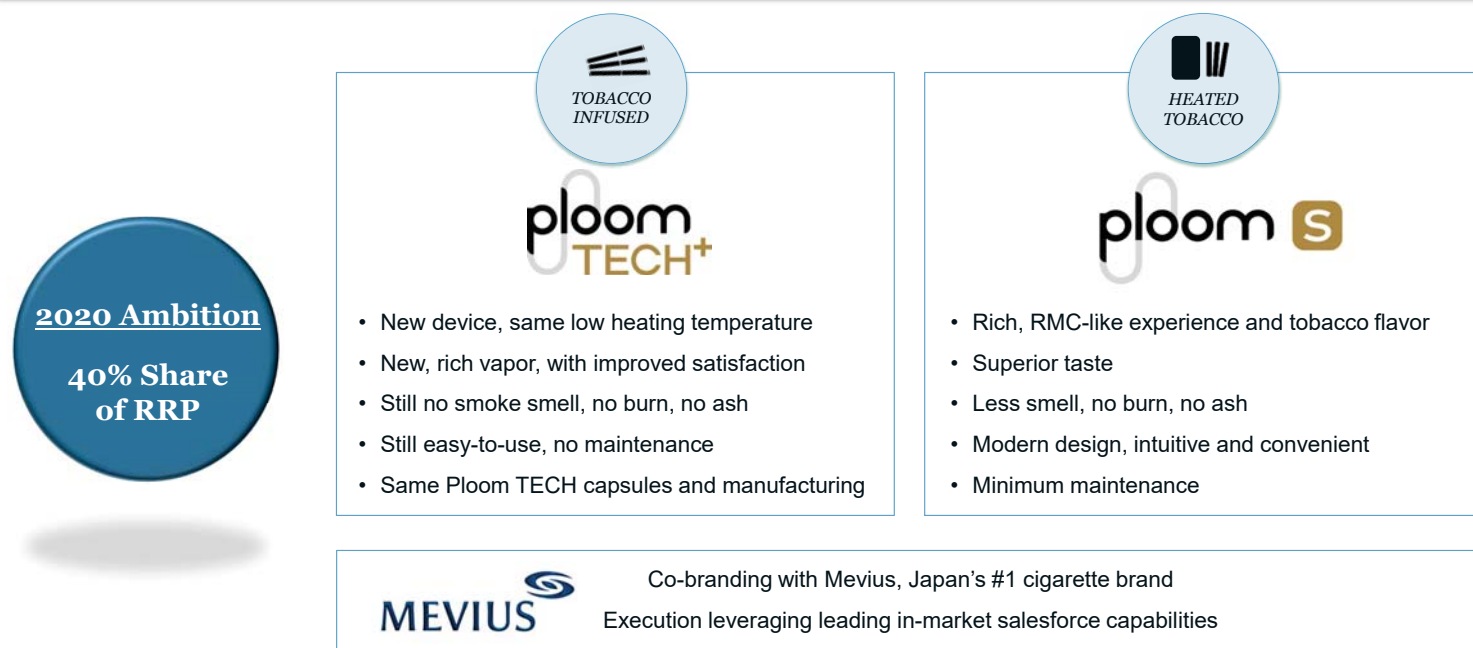 2020 Ambition
40% Share
of RRP
TOBACCO
INFUSED
ploom
TECH+
• New device, same low heating temperature
• New, rich vapor, with improved satisfaction
• Still no smoke smell, no burn, no ash
• Still easy-to-use, no maintenance
• Same Ploom TECH capsules and manufacturing
HEATED
TOBACCO
ploom S
• Rich, RMC-like experience and tobacco flavor
• Superior taste
• Less smell, no burn, no ash
• Modern design, intuitive and convenient
• Minimum maintenance
MEVIUS
Co-branding with Mevius, Japan’s #1 cigarette brand
Execution leveraging leading in-market salesforce capabilities